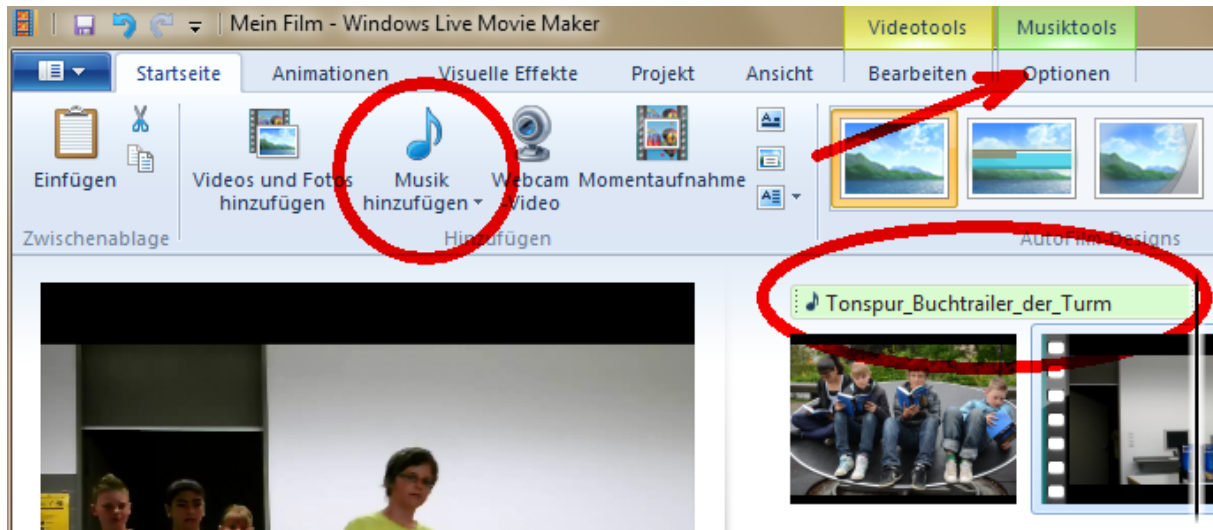 Mein Film - Windows Live Movie Maker
Videotools
Musiktools
Startseite
Animationen
Visuelle Effekte
Projekt
Ansicht
Bearbeiten
Optionen
Einfügen
Videos und Fotos
hinzufügen
Musik
hinzufügen
Webcam
-Video
Momentaufnahme
Zwischenablage
Hinzufügen
AutoFilm-Designs
Tonspur_Buchtrailer_der_Turm